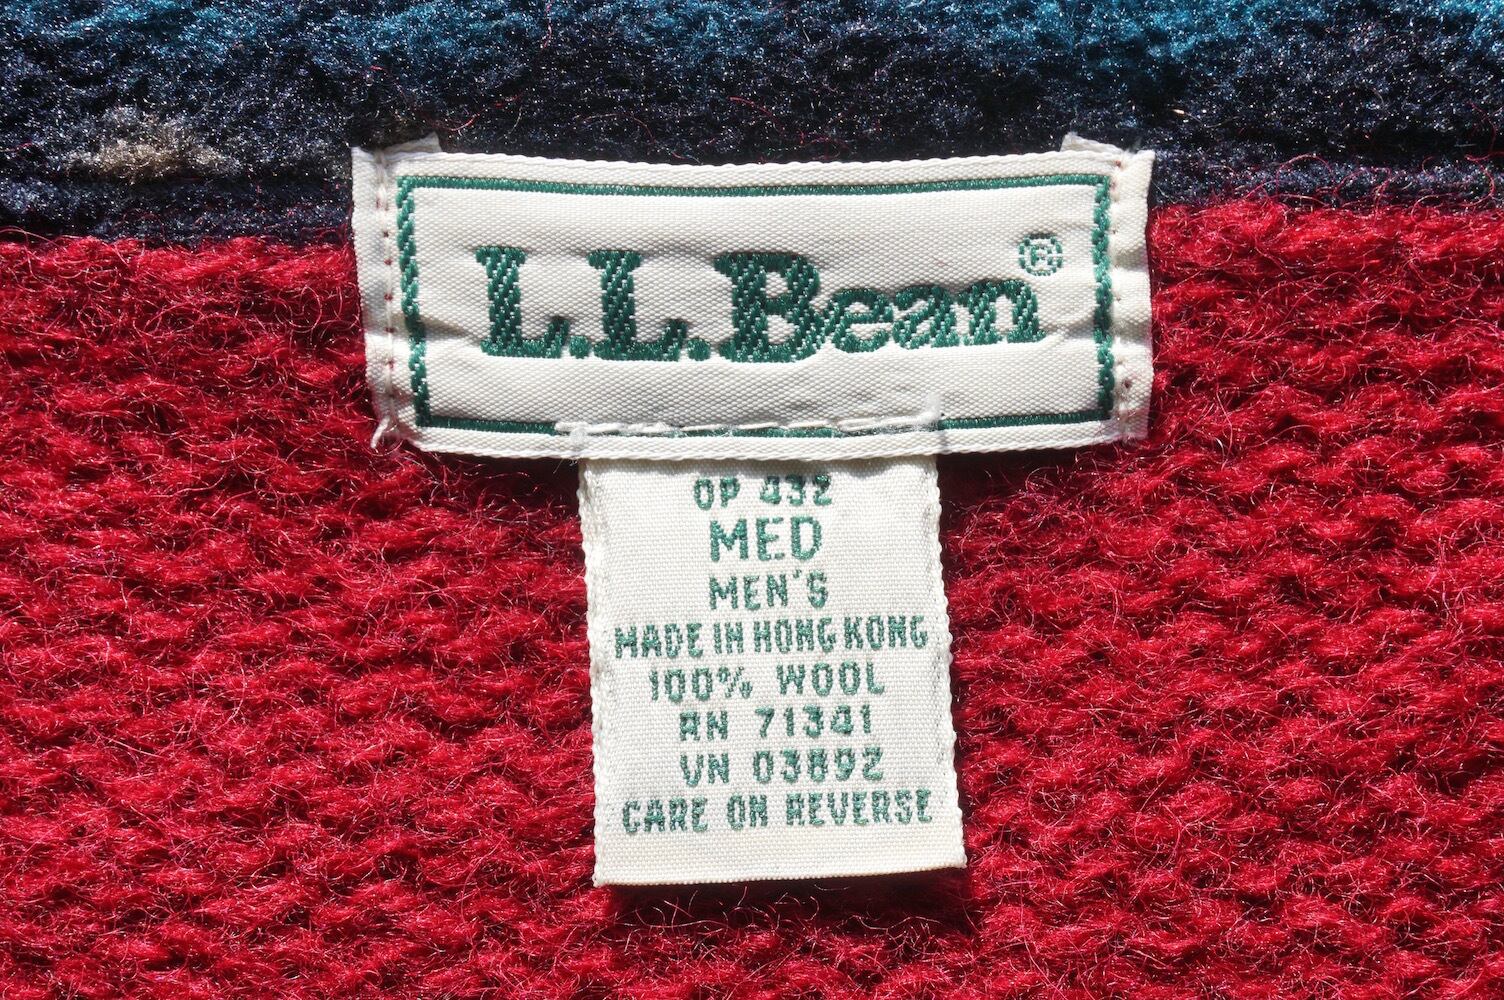 L.L.Bean®
OP 432
MED
MEN'S
MADE IN HONG KONG
100% WOOL
RN 71341
VN 03892
CARE ON REVERSE